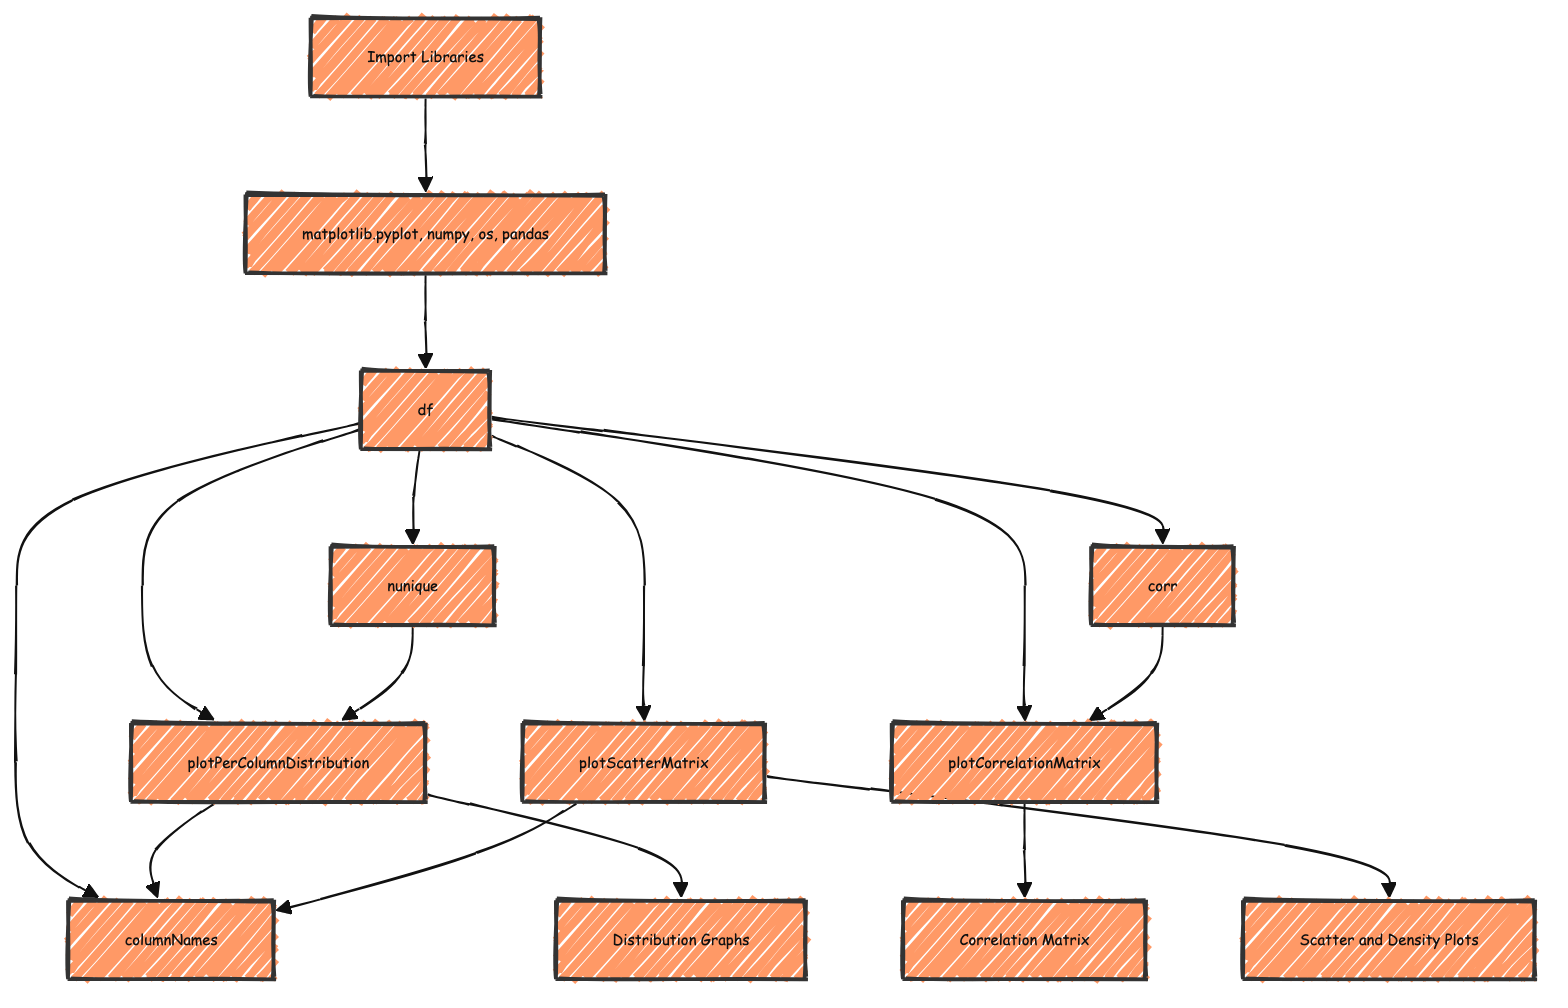 Import Libraries
matplotlib.pyplot, numpy, os, pandas
df
nunique
corr
plotPerColumnDistribution
plotScatterMatrix
plotCorrelationMatrix
columnNames
Distribution Graphs
Correlation Matrix
Scatter and Density Plots